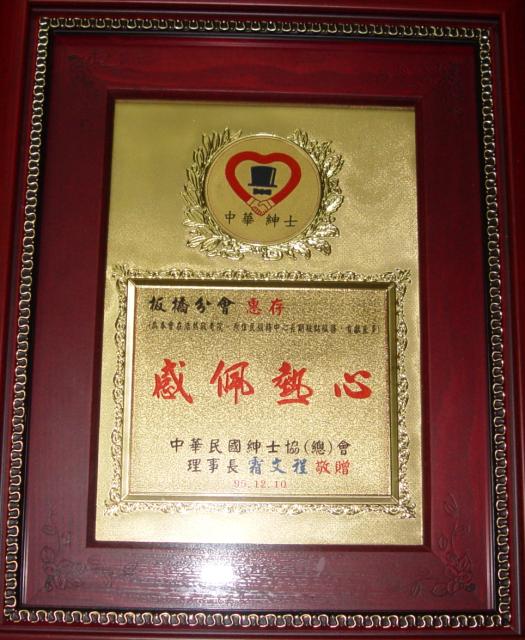 中華 紳士
板橋分會 惠存
感佩熱心
中華民國紳士協(總)會
理事長 霄文程 敬贈
95.12.10